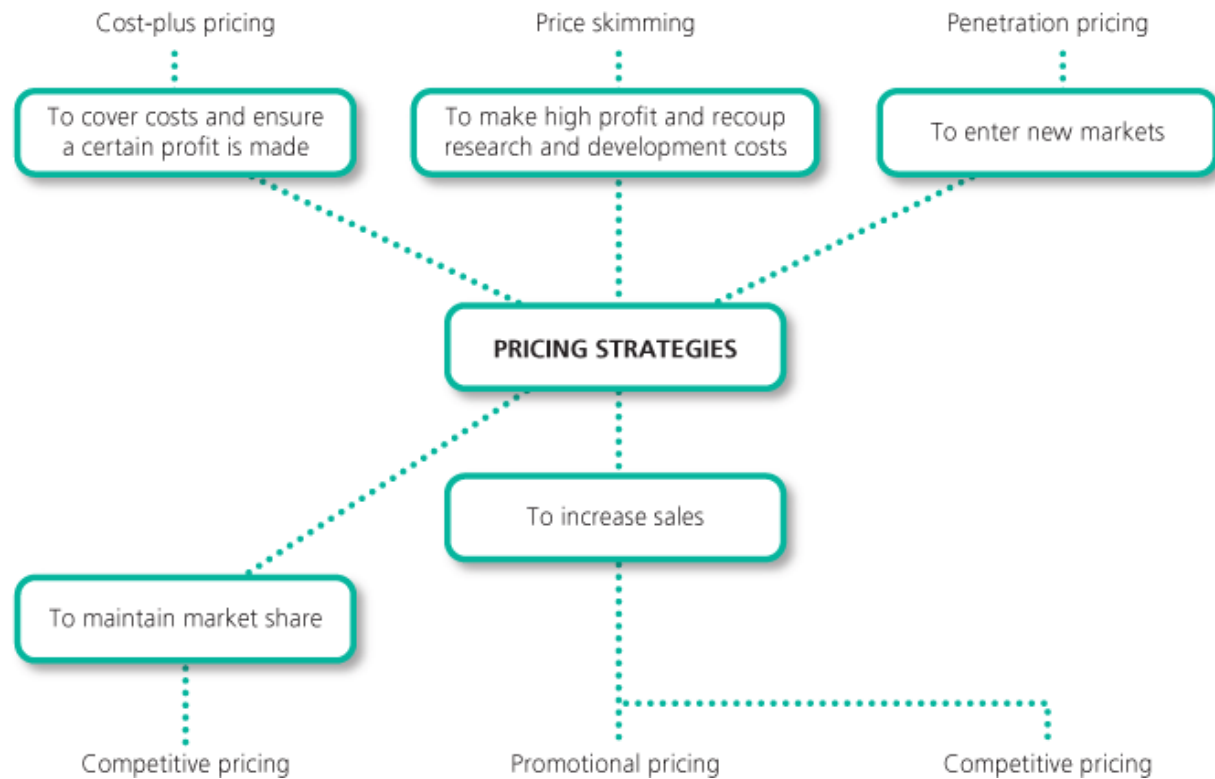 Cost-plus pricing
Price skimming
Penetration pricing
To cover costs and ensure
a certain profit is made
To make high profit and recoup
research and development costs
To enter new markets
PRICING STRATEGIES
To increase sales
To maintain market share
Competitive pricing
Promotional pricing
Competitive pricing